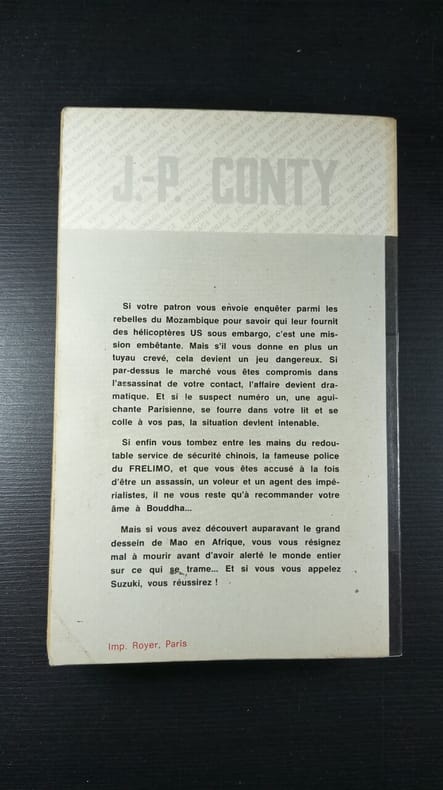 J.-P. CONTY
Si votre patron vous envoie enquêter parmi les
rebelles du Mozambique pour savoir qui leur fournit
des hélicoptères US sous embargo, c'est une mis-
sion embêtante. Mais s'il vous donne en plus un
tuyau crevé, cela devient un jeu dangereux. Si
par-dessus le marché vous êtes compromis dans
l'assassinat de votre contact, l'affaire devient dra-
matique. Et si le suspect numéro un, une agui-
chante Parisienne, se fourre dans votre lit et se
colle à vos pas, la situation devient intenable.
Si enfin vous tombez entre les mains du redou-
table service de sécurité chinois, la fameuse police
du FRELIMO, et que vous êtes accusé à la fois
d'être un assassin, un voleur et un agent des impé-
rialistes, il ne vous reste qu'à recommander votre
âme à Bouddha...
Mais si vous avez découvert auparavant le grand
dessein de Mao en Afrique, vous vous résignez
mal à mourir avant d'avoir alerté le monde entier
sur ce qui se trame... Et si vous vous appelez
Suzuki, vous réussirez !
Imp. Royer, Paris